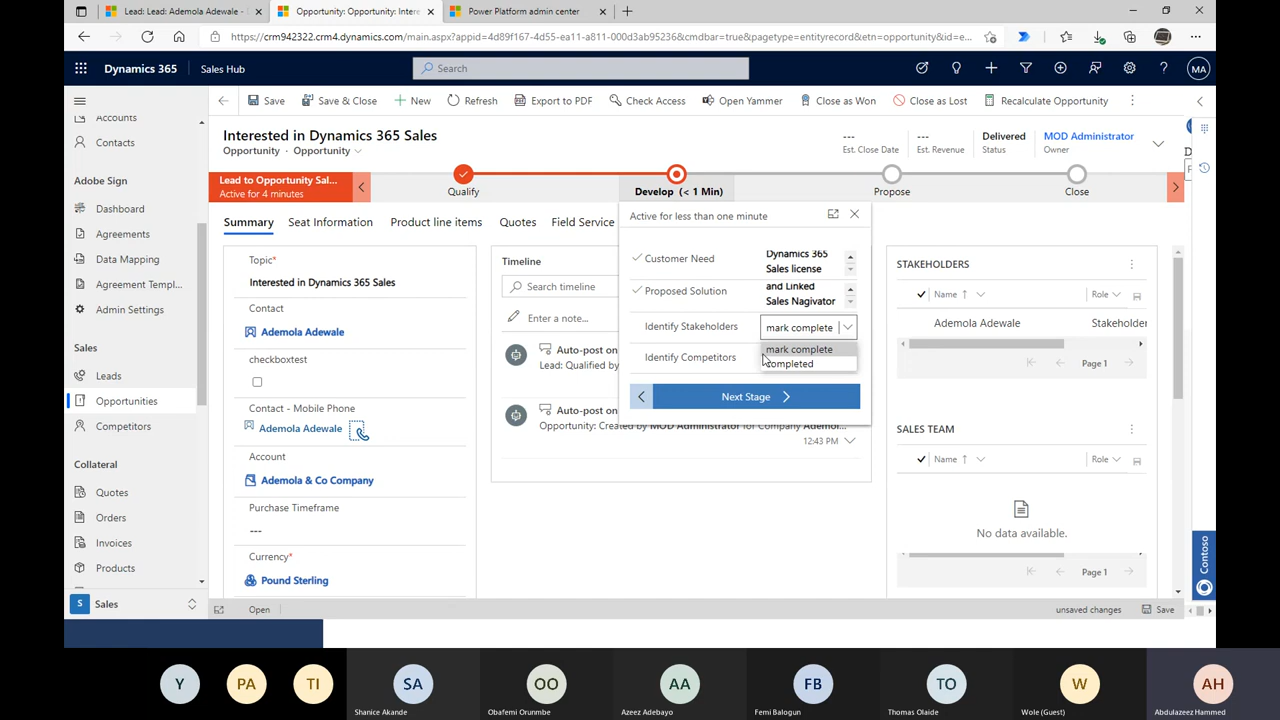 Lead: Lead: Ademola Adewale -
Opportunity: Opportunity: Intere
Power Platform admin center
https://crm942322.crm4.dynamics.com/main.aspx?appid=4d89f167-4d55-ea11-a811-000d3ab95236&cmdbar=true&pagetype=entityrecord&etn=opportunity&id=e...
Dynamics 365
Sales Hub
Search
MA
Save
Save & Close
New
Refresh
Export to PDF
Check Access
Open Yammer
Close as Won
Close as Lost
Recalculate Opportunity
Accounts
Contacts
Adobe Sign
Dashboard
Agreements
Data Mapping
Agreement Templ...
Admin Settings
Sales
Leads
Opportunities
Competitors
Collateral
Quotes
Orders
Invoices
Products
S
Sales
Interested in Dynamics 365 Sales
Opportunity · Opportunity
---
Est. Close Date
---
Est. Revenue
Delivered
Status
MOD Administrator
Owner
Lead to Opportunity Sal...
Active for 4 minutes
Qualify
Develop (< 1 Min)
Propose
Close
Summary
Seat Information
Product line items
Quotes
Field Service
Topic*
Interested in Dynamics 365 Sales
Contact
Ademola Adewale
checkboxtest
Contact - Mobile Phone
Ademola Adewale
Account
Ademola & Co Company
Purchase Timeframe
---
Currency*
Pound Sterling
Timeline
Search timeline
Enter a note...
Auto-post on
Lead: Qualified by
Auto-post on
Opportunity: Created by MOD Administrator for Company Ademol...
12:43 PM
Active for less than one minute
Customer Need
Dynamics 365
Sales license
Proposed Solution
and Linked
Sales Nagivator
Identify Stakeholders
mark complete
mark complete
completed
Identify Competitors
Next Stage
STAKEHOLDERS
Name
Role
Ademola Adewale
Stakeholder
Page 1
SALES TEAM
Name
Role
No data available.
Page 1
Contoso
D
Open
unsaved changes
Save
Y
PA
TI
SA
Shanice Akande
OO
Obafemi Orunmbe
AA
Azeez Adebayo
FB
Femi Balogun
TO
Thomas Olaide
W
Wole (Guest)
AH
Abdulazeez Hammed